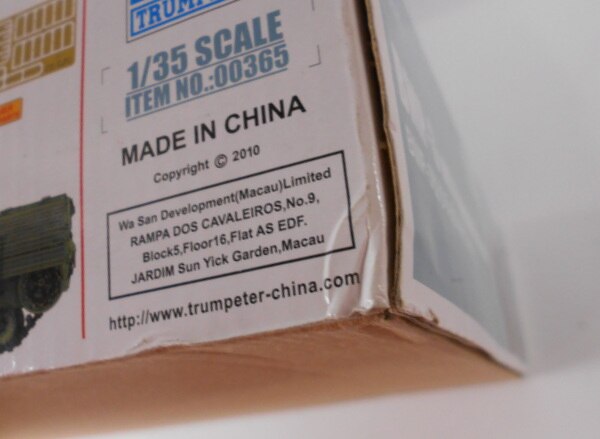 1/35 SCALE
ITEM NO.:00365
MADE IN CHINA
Copyright © 2010
Wa San Development(Macau)Limited
RAMPA DOS CAVALEIROS,No.9,
Block5,Floor16,Flat AS EDF.
JARDIM Sun Yick Garden,Macau
http://www.trumpeter-china.com